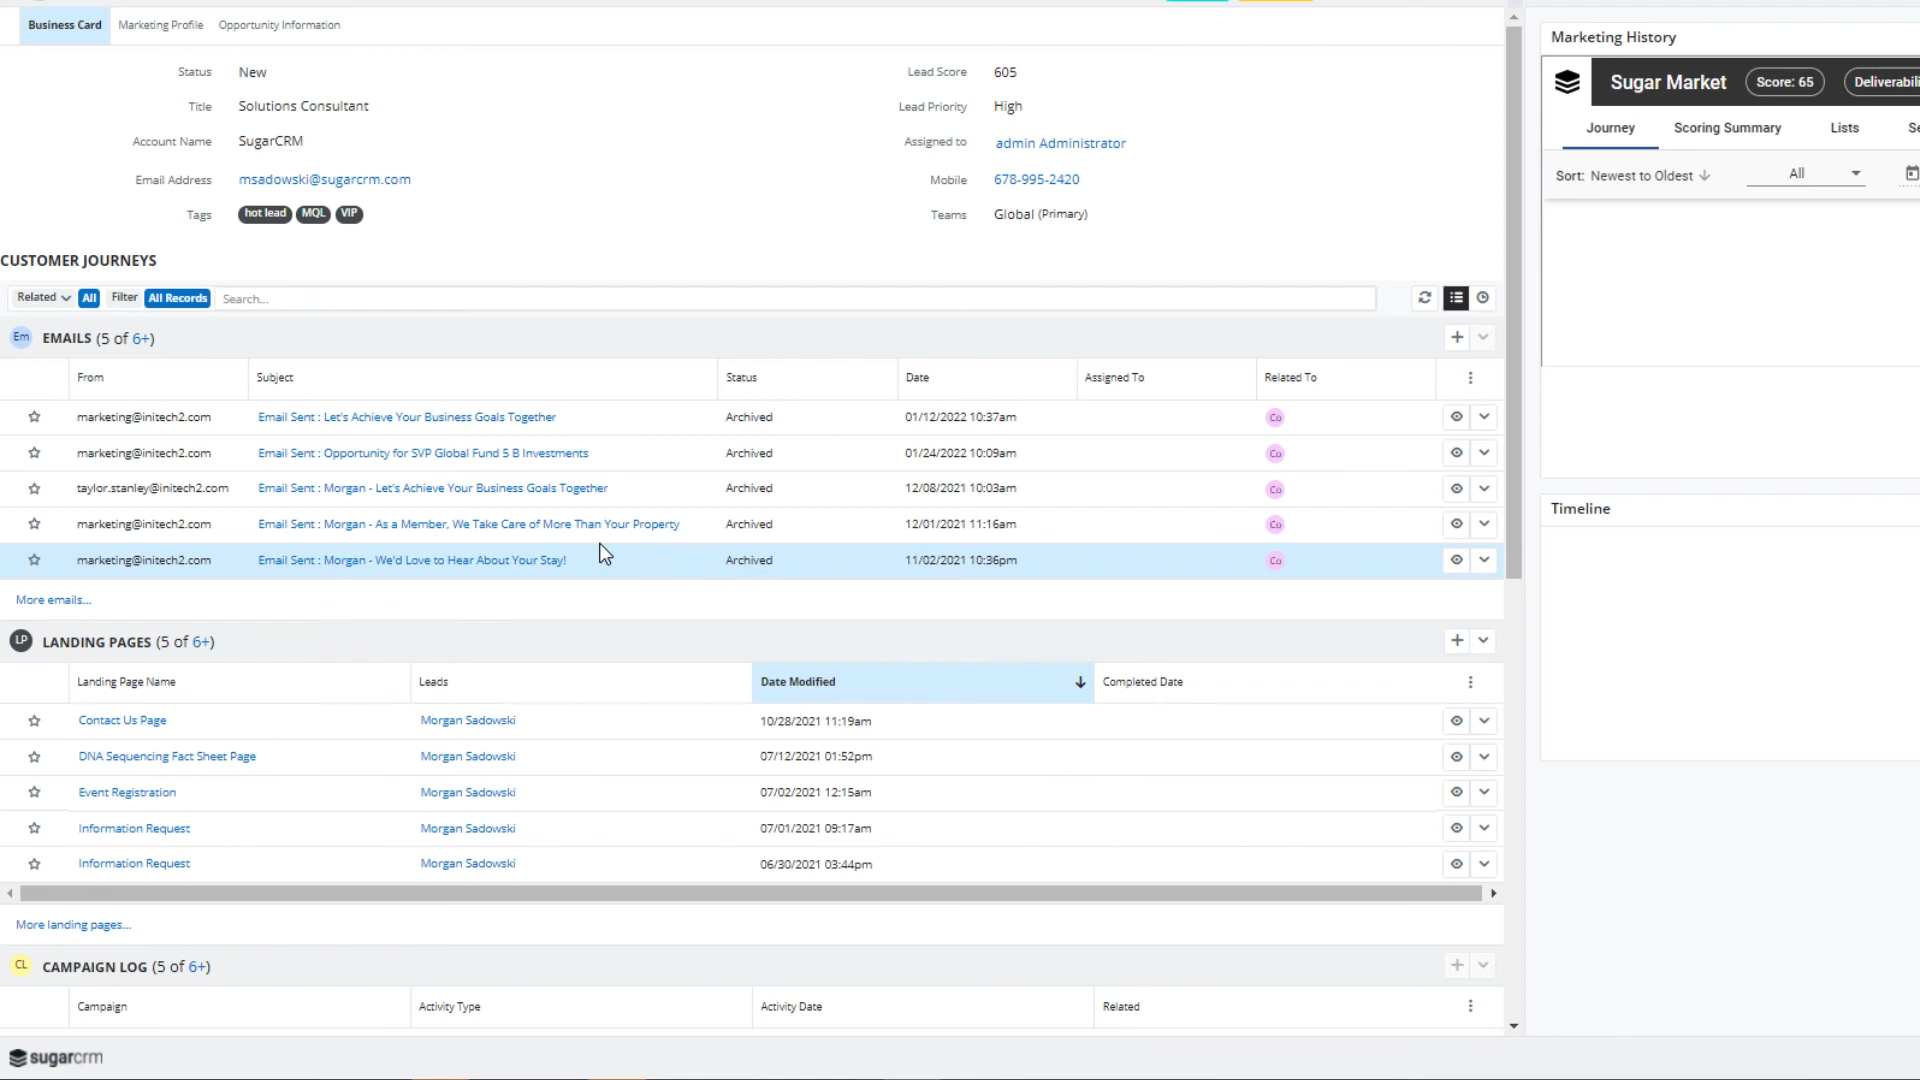 Business Card Marketing Profile Opportunity Information
Status New
Lead Score 605
Title Solutions Consultant
Lead Priority High
Account Name SugarCRM
Assigned to admin Administrator
Email Address msadowski@sugarcrm.com
Mobile 678-995-2420
Tags hot lead MQL VIP
Teams Global (Primary)
CUSTOMER JOURNEYS
Related All Filter All Records Search...
Em EMAILS (5 of 6+)
From Subject Status Date Assigned To Related To
marketing@initech2.com Email Sent : Let's Achieve Your Business Goals Together Archived 01/12/2022 10:37am Co
marketing@initech2.com Email Sent : Opportunity for SVP Global Fund 5 B Investments Archived 01/24/2022 10:09am Co
taylor.stanley@initech2.com Email Sent : Morgan - Let's Achieve Your Business Goals Together Archived 12/08/2021 10:03am Co
marketing@initech2.com Email Sent : Morgan - As a Member, We Take Care of More Than Your Property Archived 12/01/2021 11:16am Co
marketing@initech2.com Email Sent : Morgan - We'd Love to Hear About Your Stay! Archived 11/02/2021 10:36pm Co
More emails...
LP LANDING PAGES (5 of 6+)
Landing Page Name Leads Date Modified Completed Date
Contact Us Page Morgan Sadowski 10/28/2021 11:19am
DNA Sequencing Fact Sheet Page Morgan Sadowski 07/12/2021 01:52pm
Event Registration Morgan Sadowski 07/02/2021 12:15am
Information Request Morgan Sadowski 07/01/2021 09:17am
Information Request Morgan Sadowski 06/30/2021 03:44pm
More landing pages...
CL CAMPAIGN LOG (5 of 6+)
Campaign Activity Type Activity Date Related
sugarcrm
Marketing History
Sugar Market Score: 65 Deliverabili
Journey Scoring Summary Lists Se
Sort: Newest to Oldest All
Timeline